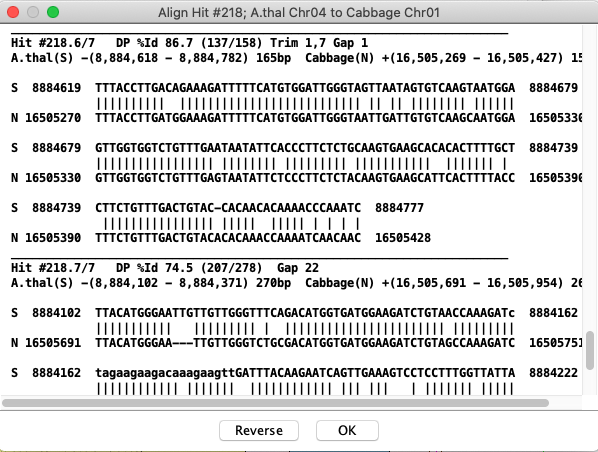 Align Hit #218; A.thal Chr04 to Cabbage Chr01
Hit #218.6/7   DP %Id 86.7 (137/158) Trim 1,7 Gap 1
A.thal(S) -(8,884,618 - 8,884,782) 165bp  Cabbage(N) +(16,505,269 - 16,505,427) 15
S  8884619  TTTACCTTGACAGAAAGATTTTTCATGTGGATTGGGTAGTTAATAGTGTCAAGTAATGGA  8884679
N 16505270  TTTACCTTGATGGAAAGATTTTTCATGTGGATTGGGTAATTGATTGTGTCAAGCAATGGA  16505330
S  8884679  GTTGGTGGTCTGTTTGAATAATATTCACCCTTCTCTGCAAGTGAAGCACACACTTTTGCT  8884739
N 16505330  GTTGGTGGTCTGTTTGAGTAATATTCTCCCTTCTCTACAAGTGAAGCATTCACTTTTACC  16505390
S  8884739  CTTCTGTTTGACTGTAC-CACAACACAAAACCCAAATC  8884777
N 16505390  TTTCTGTTTGACTGTACACACAAACCAAAATCAACAAC  16505428
Hit #218.7/7   DP %Id 74.5 (207/278)  Gap 22
A.thal(S) -(8,884,102 - 8,884,371) 270bp  Cabbage(N) +(16,505,691 - 16,505,954) 26
S  8884102  TTACATGGGAATTGTTGTTGGGTTTCAGACATGGTGATGGAAGATCTGTAACCAAAGATc  8884162
N 16505691  TTACATGGGAA---TTGTTGGGTCTGCGACATGGTGATGGAAGATCTGTAGCCAAAGATC  16505751
S  8884162  tagaagaagacaaagaagttGATTTACAAGAATCAGTTGAAAGTCCTCCTTTGGTTATTA  8884222
Reverse
OK